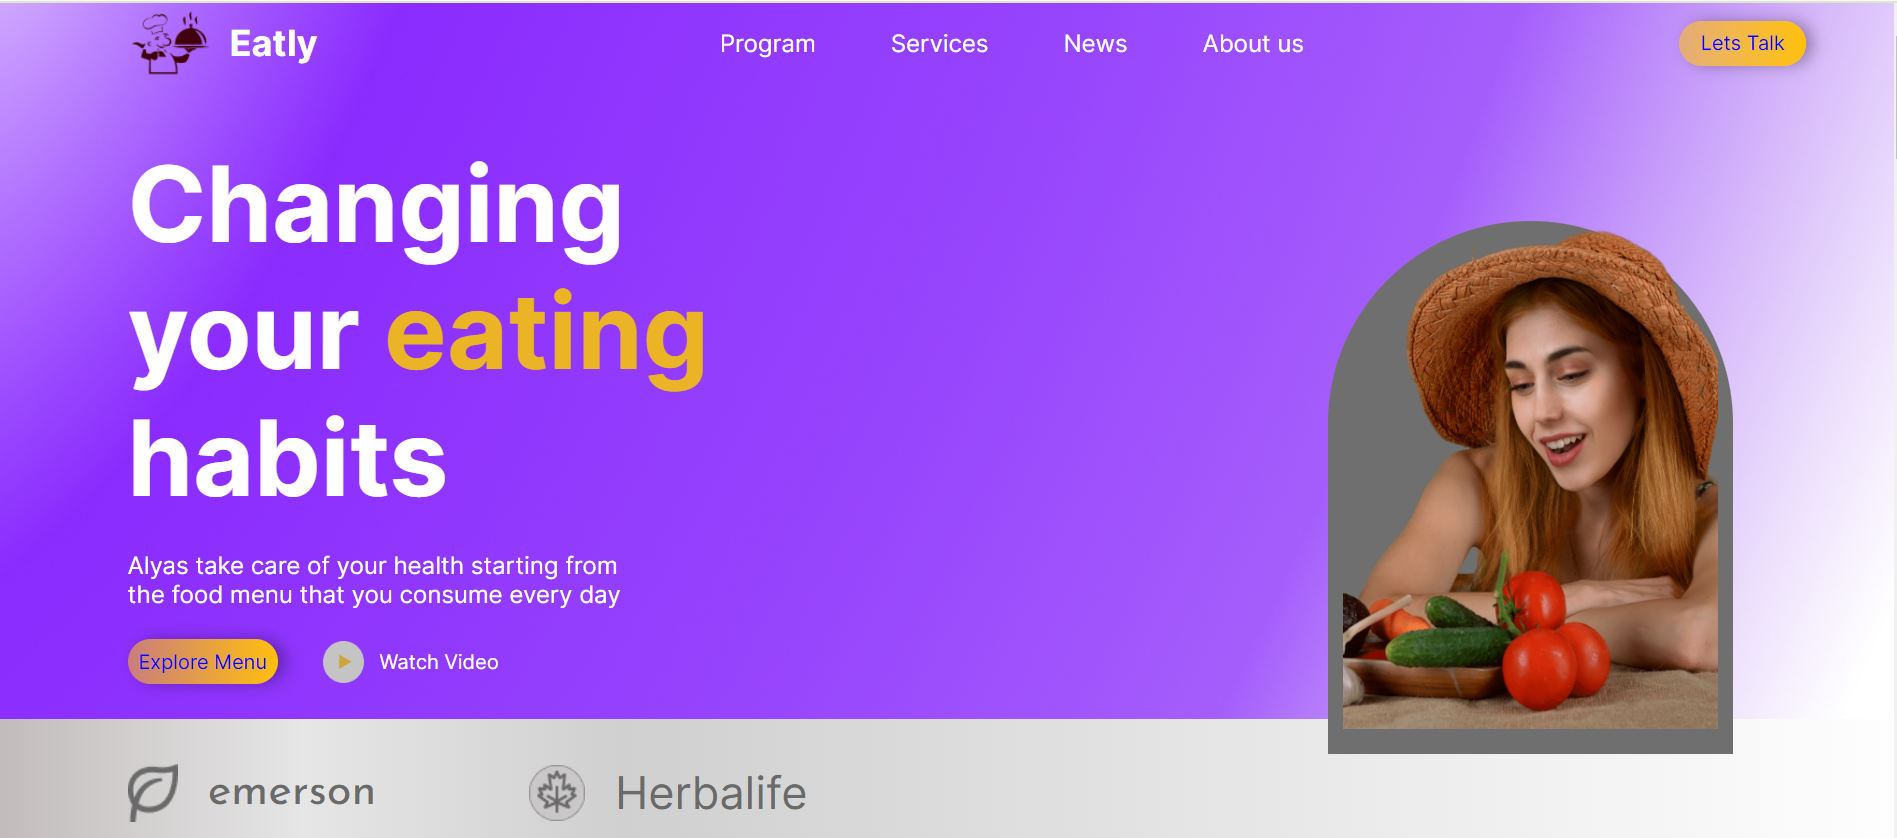 Eatly
Program
Services
News
About us
Lets Talk
Changing
your eating
habits
Alyas take care of your health starting from
the food menu that you consume every day
Explore Menu
Watch Video
emerson
Herbalife